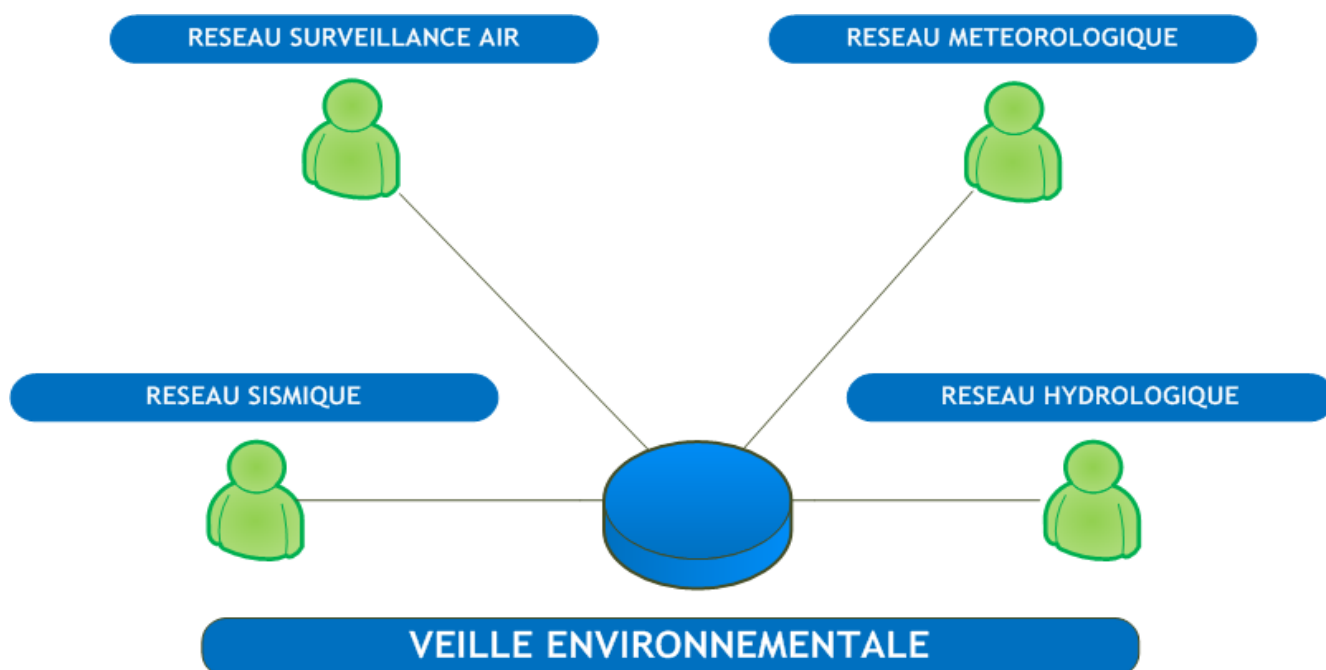 RESEAU SURVEILLANCE AIR
RESEAU METEOROLOGIQUE
RESEAU SISMIQUE
RESEAU HYDROLOGIQUE
VEILLE ENVIRONNEMENTALE